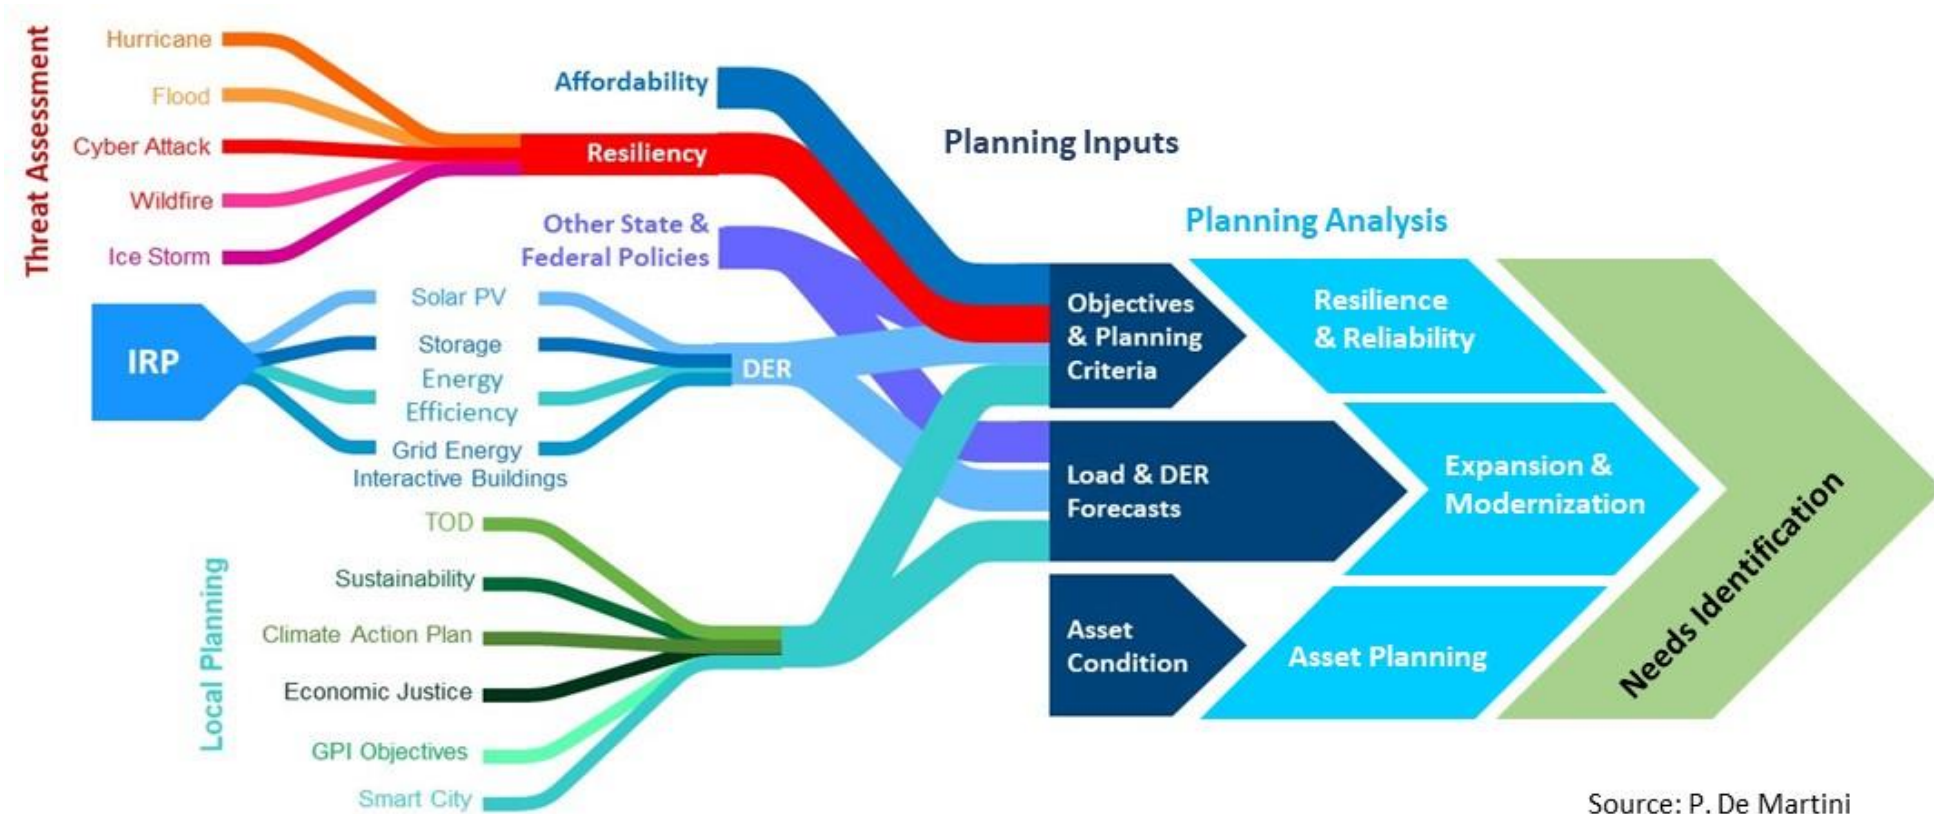 Threat Assessment
Hurricane
Flood
Cyber Attack
Wildfire
Ice Storm
Affordability
Resiliency
Other State &
Federal Policies
IRP
Solar PV
Storage
Energy
Efficiency
Grid Energy
Interactive Buildings
DER
Local Planning
TOD
Sustainability
Climate Action Plan
Economic Justice
GPI Objectives
Smart City
Planning Inputs
Objectives
& Planning
Criteria
Load & DER
Forecasts
Asset
Condition
Planning Analysis
Resilience
& Reliability
Expansion &
Modernization
Asset Planning
Needs Identification
Source: P. De Martini